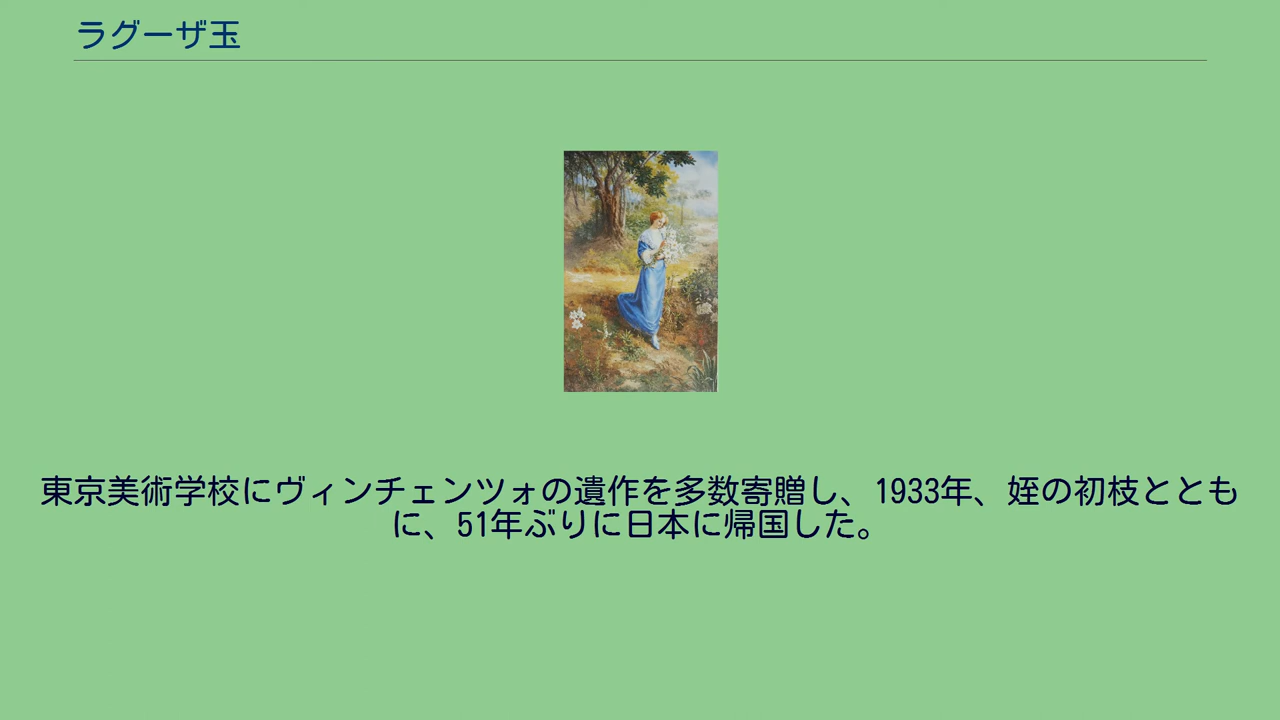 ラグーザ玉
東京美術学校にヴィンチェンツォの遺作を多数寄贈し、1933年、姪の初枝ととも
に、51年ぶりに日本に帰国した。